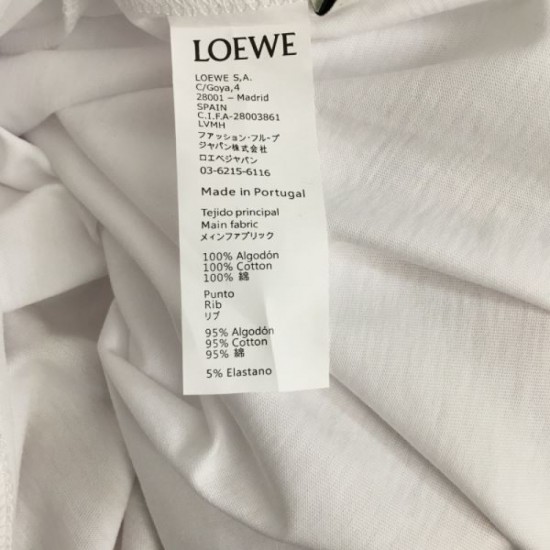 LOEWE
LOEWE S,A.
C/Goya,4
28001 – Madrid
SPAIN
C.I.F.A-28003861
LVMH
ファッション·フループ
ジャパン株式会社
ロエベジャパン
03-6215-6116
Made in Portugal
Tejido principal
Main fabric
メィンファブリック
100% Algodón
100% Cotton
100% 綿
Punto
Rib
リブ
95% Algodón
95% Cotton
95% 綿
5% Elastano